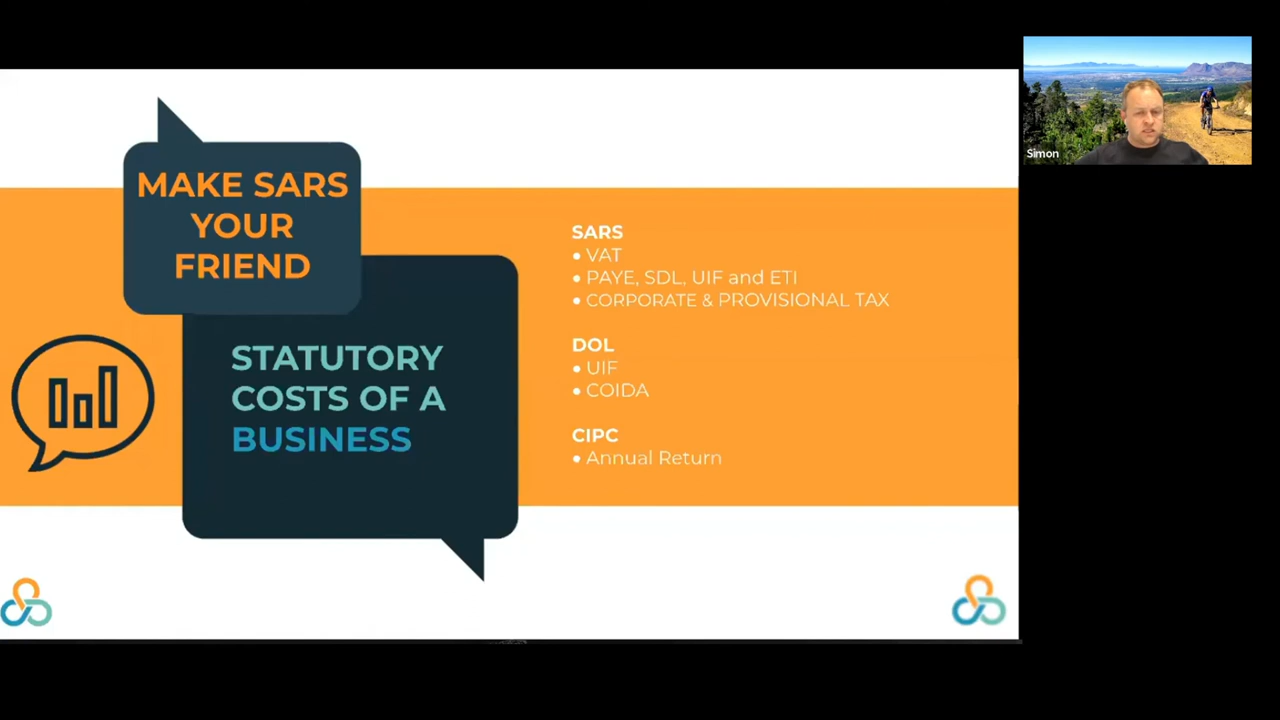 MAKE SARS
YOUR
FRIEND
STATUTORY
COSTS OF A
BUSINESS
SARS
● VAT
● PAYE, SDL, UIF and ETI
● CORPORATE & PROVISIONAL TAX
DOL
● UIF
● COIDA
CIPC
● Annual Return
Simon